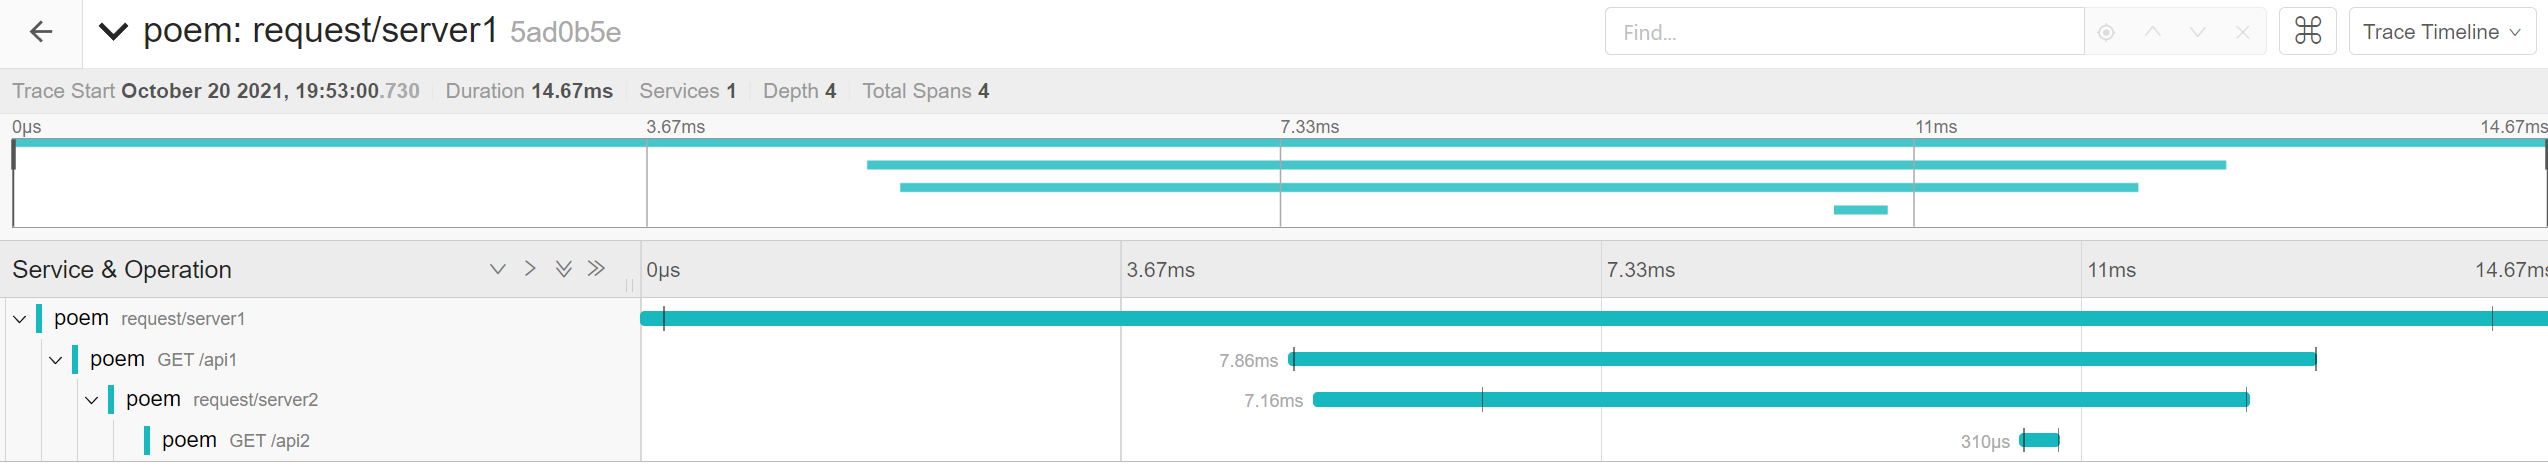 poem: request/server1 5ad0b5e Find... ⌘ Trace Timeline
Trace Start October 20 2021, 19:53:00.730 Duration 14.67ms Services 1 Depth 4 Total Spans 4
0μs 3.67ms 7.33ms 11ms 14.67ms
Service & Operation 0μs 3.67ms 7.33ms 11ms 14.67ms
poem request/server1
poem GET /api1 7.86ms
poem request/server2 7.16ms
poem GET /api2 310μs